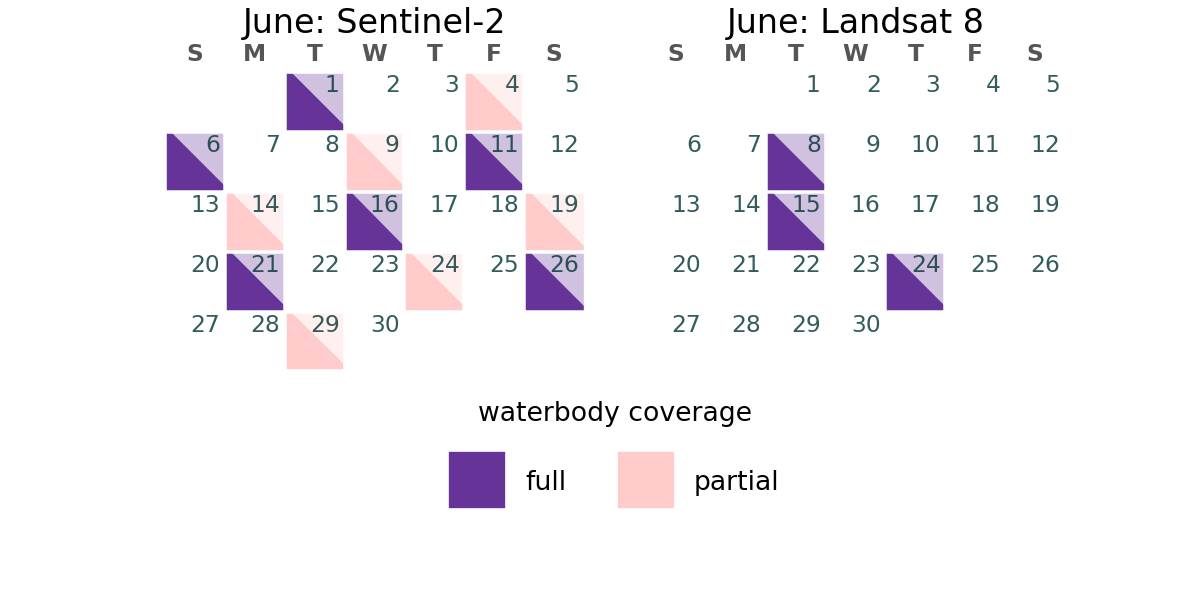 June: Sentinel-2
S M T W T F S
1 2 3 4 5
6 7 8 9 10 11 12
13 14 15 16 17 18 19
20 21 22 23 24 25 26
27 28 29 30
June: Landsat 8
S M T W T F S
1 2 3 4 5
6 7 8 9 10 11 12
13 14 15 16 17 18 19
20 21 22 23 24 25 26
27 28 29 30
waterbody coverage
full
partial